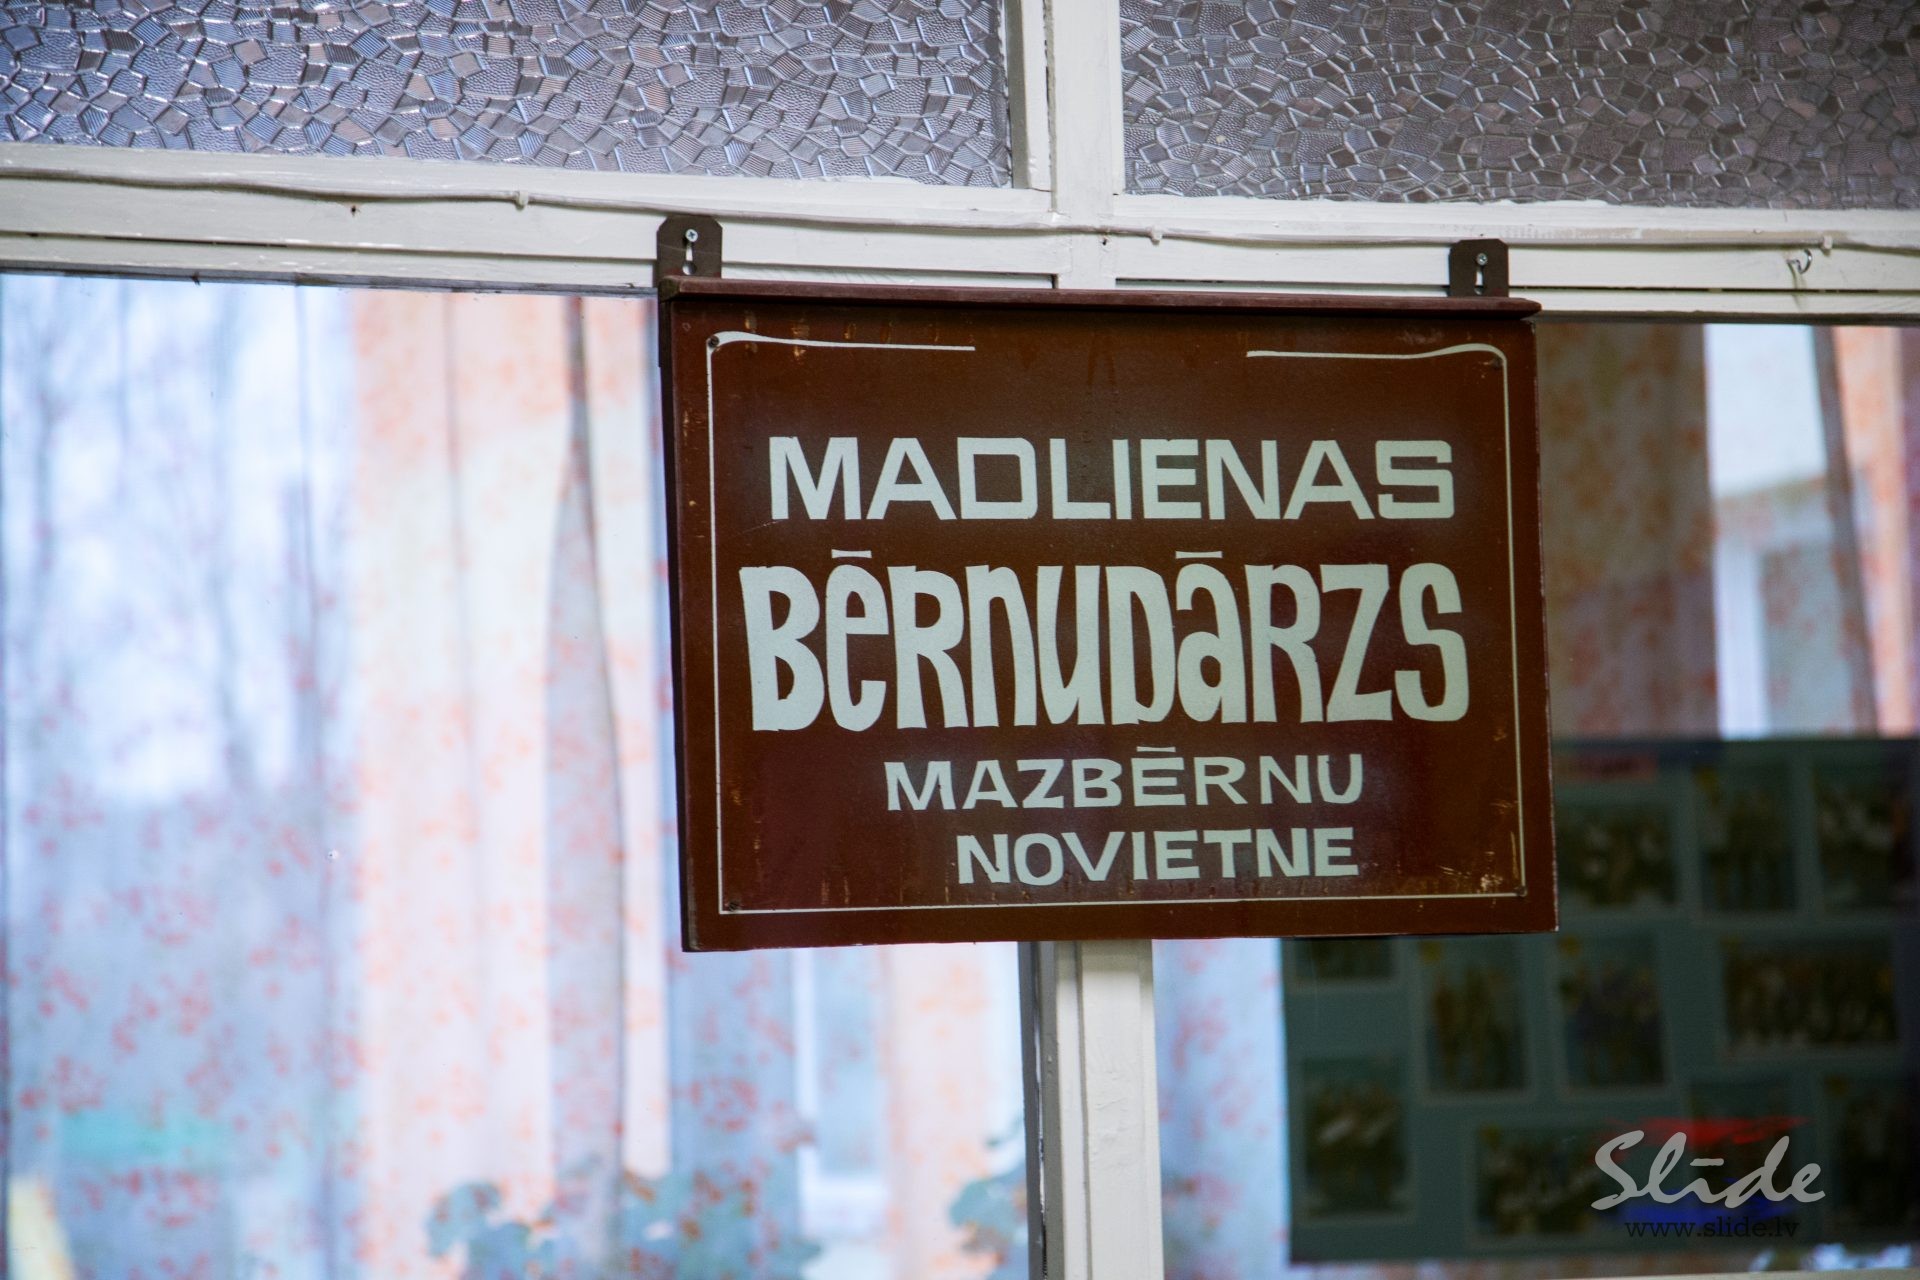 MADLIENAS
BĒRNUDĀRZS
MAZBĒRNU
NOVIETNE
Slīde
www.slide.lv